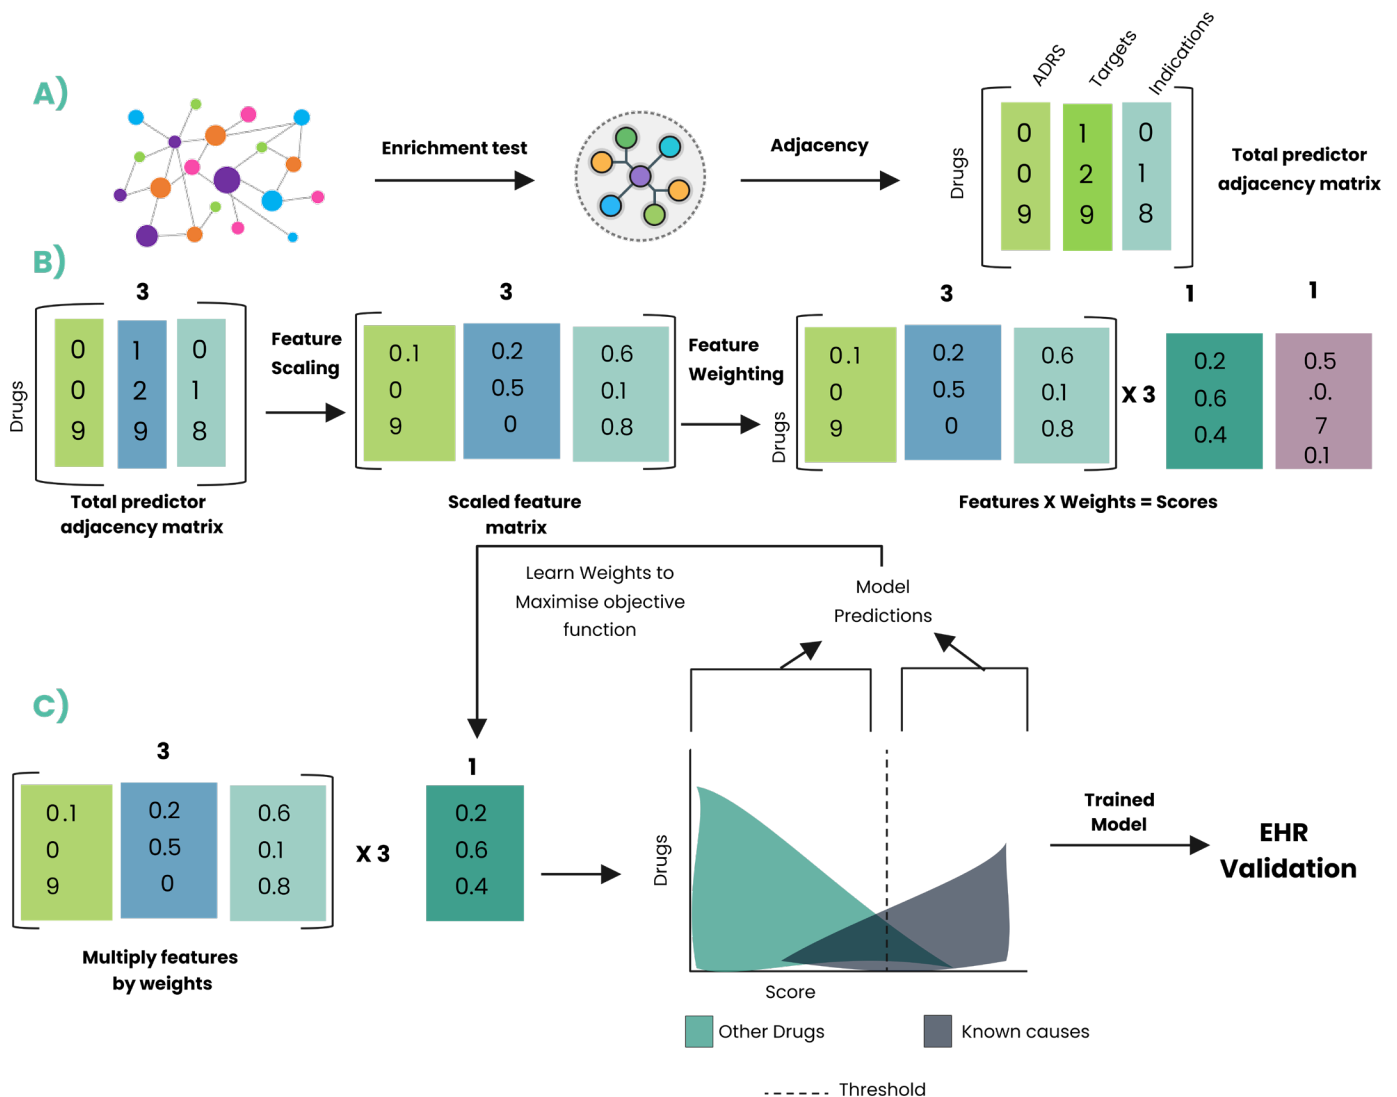 A)
Enrichment test
Adjacency
ADRS
Targets
Indications
Drugs
0 1 0
0 2 1
9 9 8
Total predictor
adjacency matrix
B)
3
Drugs
0 1 0
0 2 1
9 9 8
Total predictor
adjacency matrix
Feature
Scaling
3
0.1 0.2 0.6
0 0.5 0.1
9 0 0.8
Scaled feature
matrix
Feature
Weighting
3
Drugs
0.1 0.2 0.6
0 0.5 0.1
9 0 0.8
X 3
1
0.2
0.6
0.4
1
0.5
.0.
7
0.1
Features X Weights = Scores
Learn Weights to
Maximise objective
function
Model
Predictions
C)
3
0.1 0.2 0.6
0 0.5 0.1
9 0 0.8
Multiply features
by weights
X 3
1
0.2
0.6
0.4
Drugs
Score
Other Drugs
Known causes
Threshold
Trained
Model
EHR
Validation